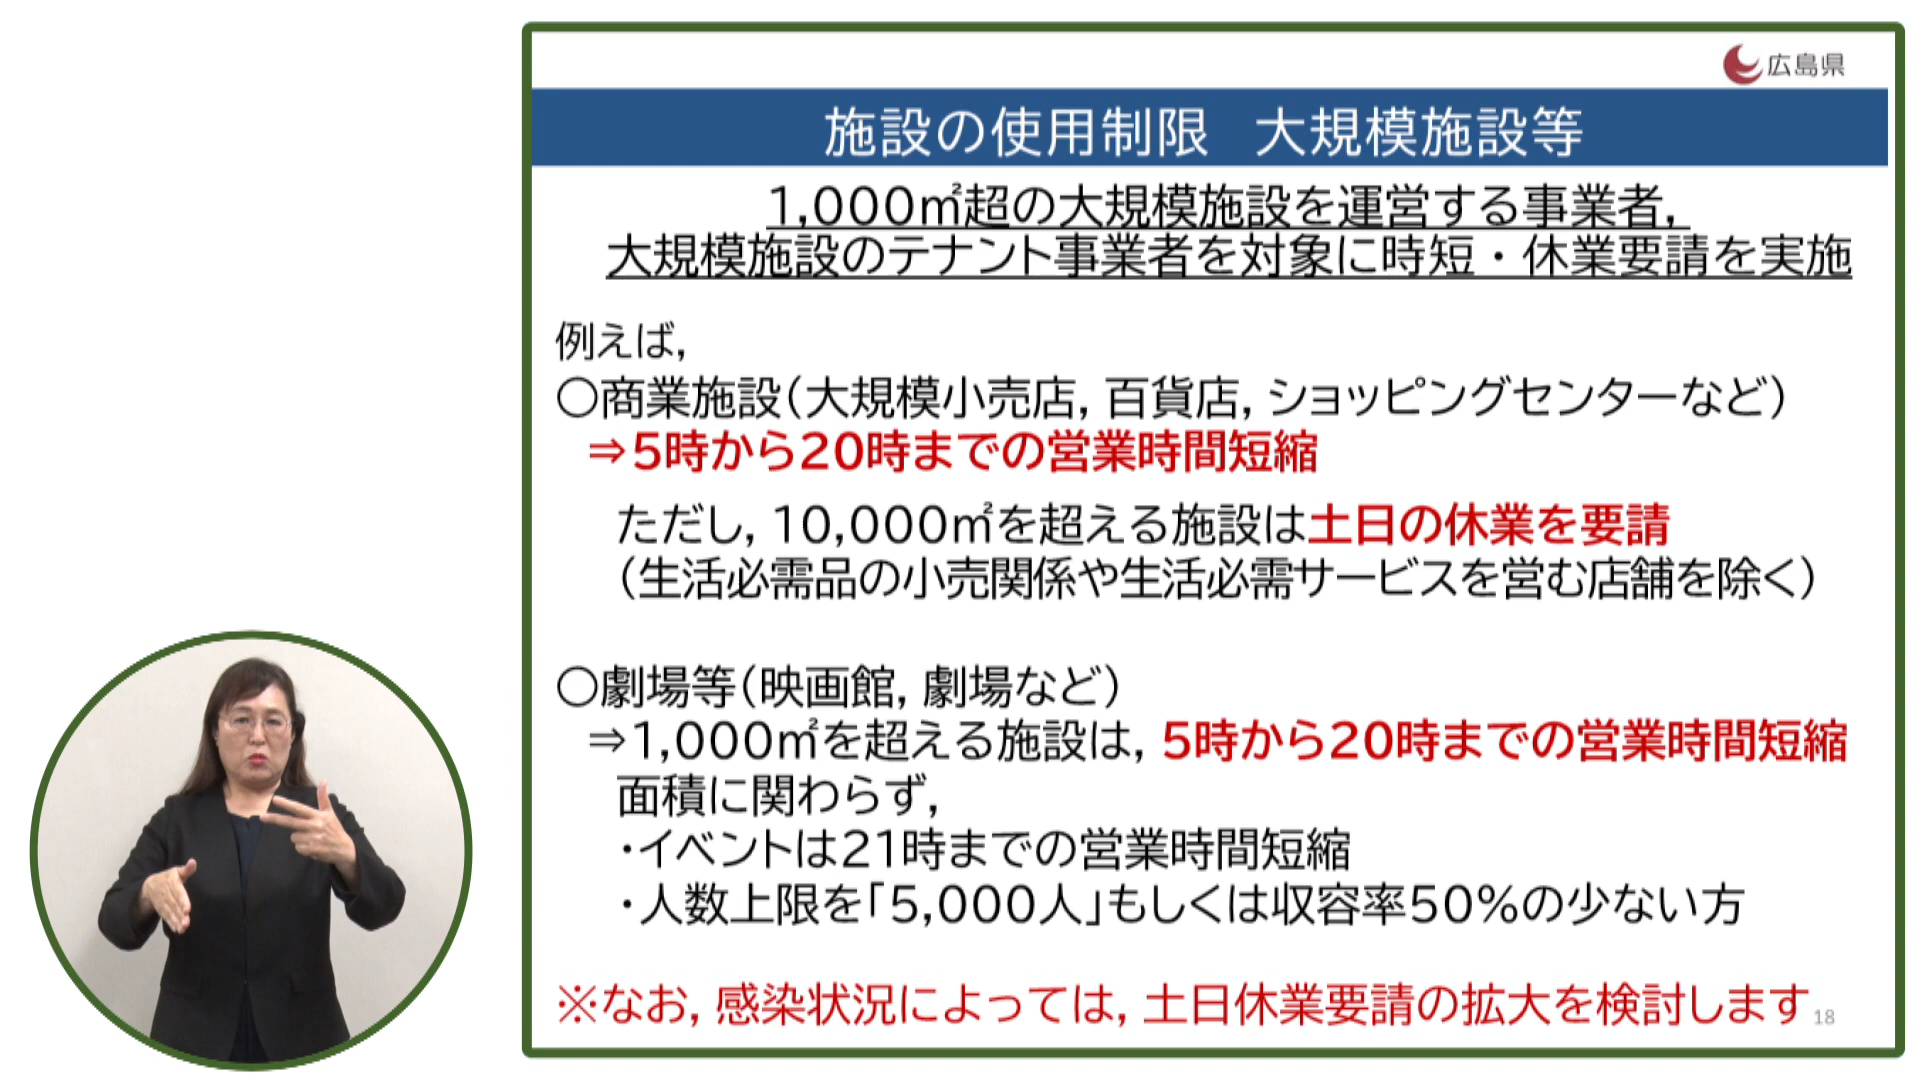 広島県
施設の使用制限　大規模施設等
1,000㎡超の大規模施設を運営する事業者,
大規模施設のテナント事業者を対象に時短・休業要請を実施
例えば,
○商業施設（大規模小売店, 百貨店, ショッピングセンターなど）
⇒5時から20時までの営業時間短縮
ただし, 10,000㎡を超える施設は土日の休業を要請
（生活必需品の小売関係や生活必需サービスを営む店舗を除く）
○劇場等（映画館, 劇場など）
⇒1,000㎡を超える施設は, 5時から20時までの営業時間短縮
面積に関わらず,
・イベントは21時までの営業時間短縮
・人数上限を「5,000人」もしくは収容率50%の少ない方
※なお, 感染状況によっては, 土日休業要請の拡大を検討します
18